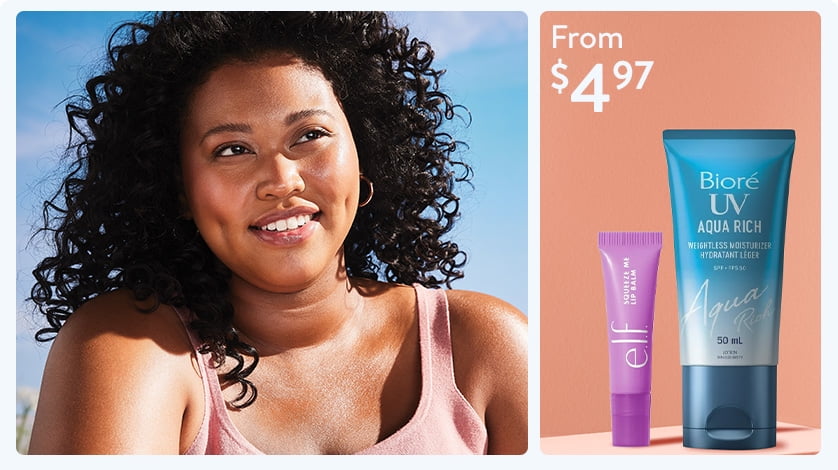 From
$4.97
e.l.f.
SQUEEZE ME
LIP BALM
Bioré
UV
AQUA RICH
WEIGHTLESS MOISTURIZER
HYDRATANT LÉGER
SPF • FPS 50
Aqua
Rich
50 mL
LOTION